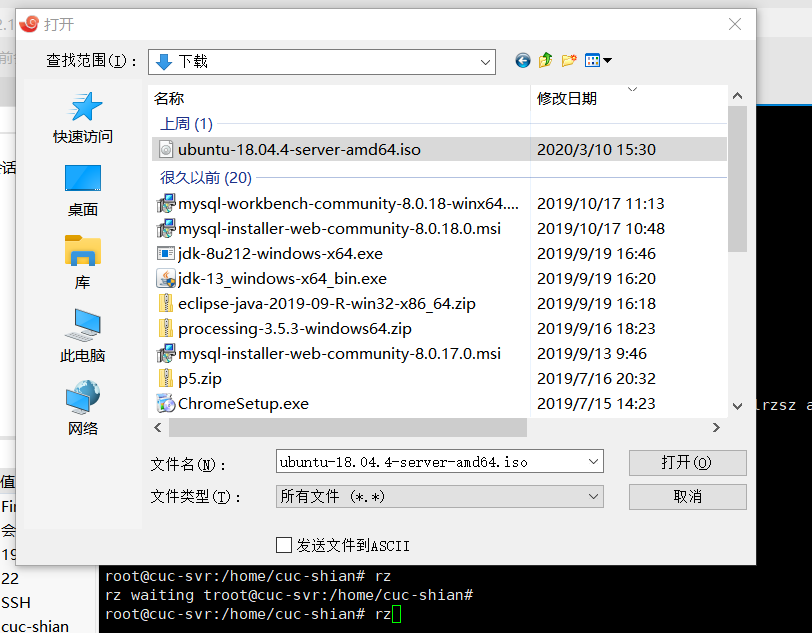 打开
查找范围(I)：
下载
快速访问
桌面
库
此电脑
网络
名称
修改日期
上周 (1)
ubuntu-18.04.4-server-amd64.iso 2020/3/10 15:30
很久以前 (20)
mysql-workbench-community-8.0.18-winx64.... 2019/10/17 11:13
mysql-installer-web-community-8.0.18.0.msi 2019/10/17 10:48
jdk-8u212-windows-x64.exe 2019/9/19 16:46
jdk-13_windows-x64_bin.exe 2019/9/19 16:20
eclipse-java-2019-09-R-win32-x86_64.zip 2019/9/19 16:18
processing-3.5.3-windows64.zip 2019/9/16 18:23
mysql-installer-web-community-8.0.17.0.msi 2019/9/13 9:46
p5.zip 2019/7/16 20:32
ChromeSetup.exe 2019/7/15 14:23
文件名(N)：
ubuntu-18.04.4-server-amd64.iso
打开(O)
文件类型(T)：
所有文件 (*.*)
取消
发送文件到ASCII
lrzsz a
值
会
19
22
SSH
cuc-shian
root@cuc-svr:/home/cuc-shian# rz
rz waiting troot@cuc-svr:/home/cuc-shian#
root@cuc-svr:/home/cuc-shian# rz